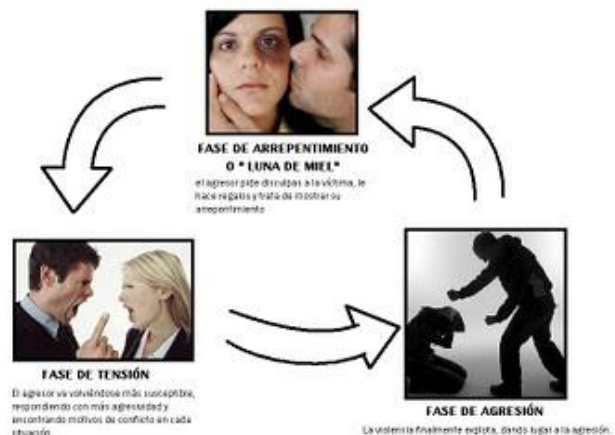 FASE DE ARREPENTIMIENTO
O " LUNA DE MIEL"
el agresor pide disculpas a la víctima, le
hace regalos y trata de mostrar su
arrepentimiento
FASE DE TENSIÓN
El agresor va volviéndose más susceptible,
respondiendo con más agresividad y
encontrando motivos de conflicto en cada
situación
FASE DE AGRESIÓN
La violencia finalmente explota, dando lugar a la agresión.